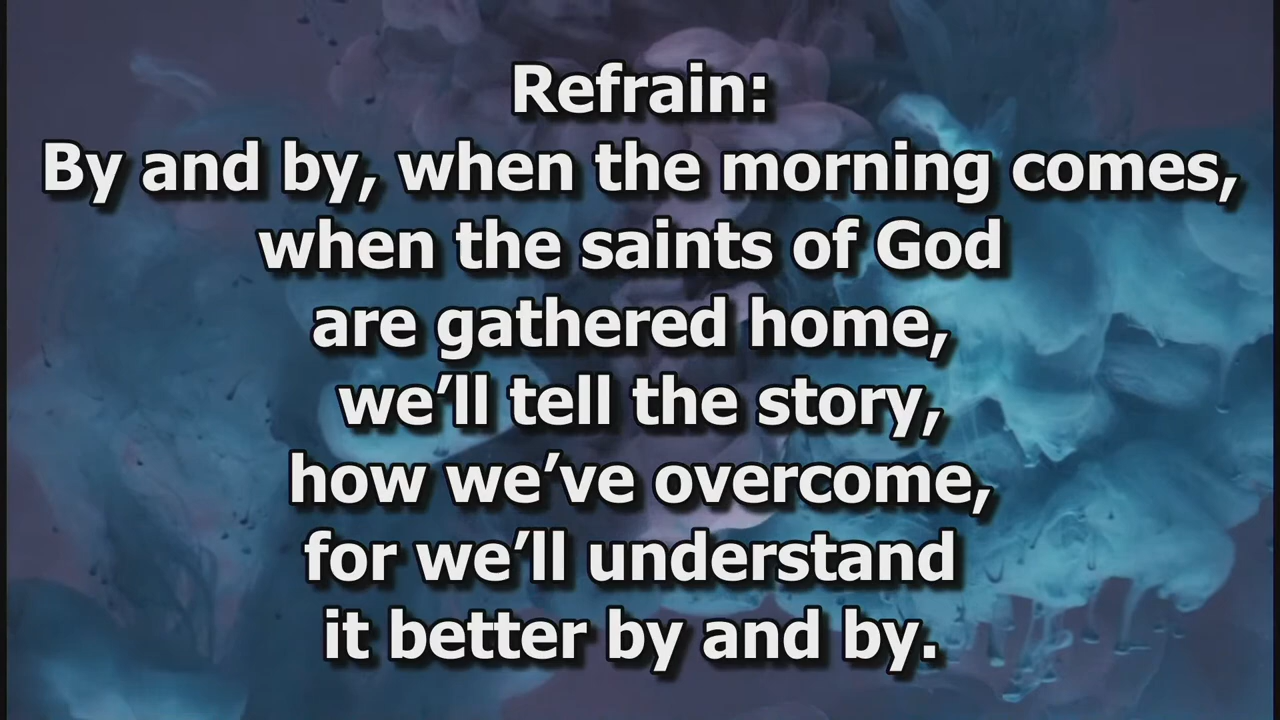 Refrain:
By and by, when the morning comes,
when the saints of God
are gathered home,
we’ll tell the story,
how we’ve overcome,
for we’ll understand
it better by and by.